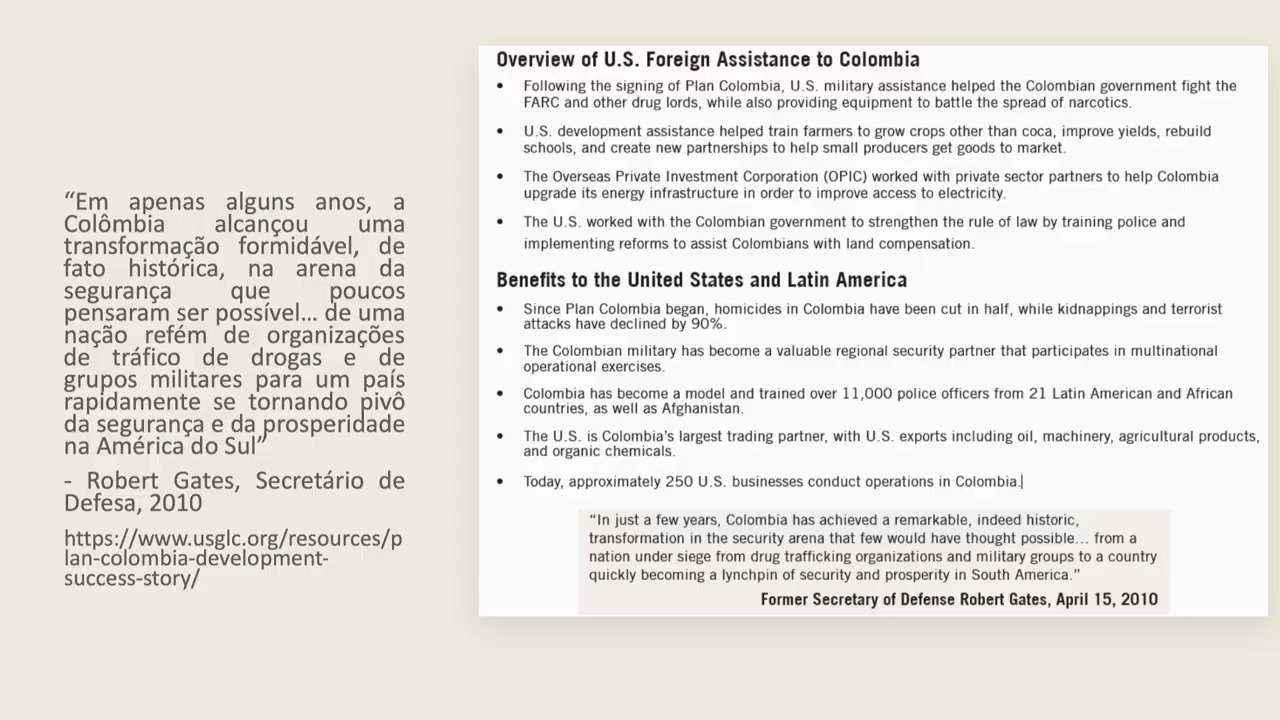 “Em apenas alguns anos, a
Colômbia alcançou uma
transformação formidável, de
fato histórica, na arena da
segurança que poucos
pensaram ser possível... de uma
nação refém de organizações
de tráfico de drogas e de
grupos militares para um país
rapidamente se tornando pivô
da segurança e da prosperidade
na América do Sul”
- Robert Gates, Secretário de
Defesa, 2010
https://www.usglc.org/resources/p
lan-colombia-development-
success-story/
Overview of U.S. Foreign Assistance to Colombia
• Following the signing of Plan Colombia, U.S. military assistance helped the Colombian government fight the
FARC and other drug lords, while also providing equipment to battle the spread of narcotics.
• U.S. development assistance helped train farmers to grow crops other than coca, improve yields, rebuild
schools, and create new partnerships to help small producers get goods to market.
• The Overseas Private Investment Corporation (OPIC) worked with private sector partners to help Colombia
upgrade its energy infrastructure in order to improve access to electricity.
• The U.S. worked with the Colombian government to strengthen the rule of law by training police and
implementing reforms to assist Colombians with land compensation.
Benefits to the United States and Latin America
• Since Plan Colombia began, homicides in Colombia have been cut in half, while kidnappings and terrorist
attacks have declined by 90%.
• The Colombian military has become a valuable regional security partner that participates in multinational
operational exercises.
• Colombia has become a model and trained over 11,000 police officers from 21 Latin American and African
countries, as well as Afghanistan.
• The U.S. is Colombia’s largest trading partner, with U.S. exports including oil, machinery, agricultural products,
and organic chemicals.
• Today, approximately 250 U.S. businesses conduct operations in Colombia.
“In just a few years, Colombia has achieved a remarkable, indeed historic,
transformation in the security arena that few would have thought possible... from a
nation under siege from drug trafficking organizations and military groups to a country
quickly becoming a lynchpin of security and prosperity in South America.”
Former Secretary of Defense Robert Gates, April 15, 2010